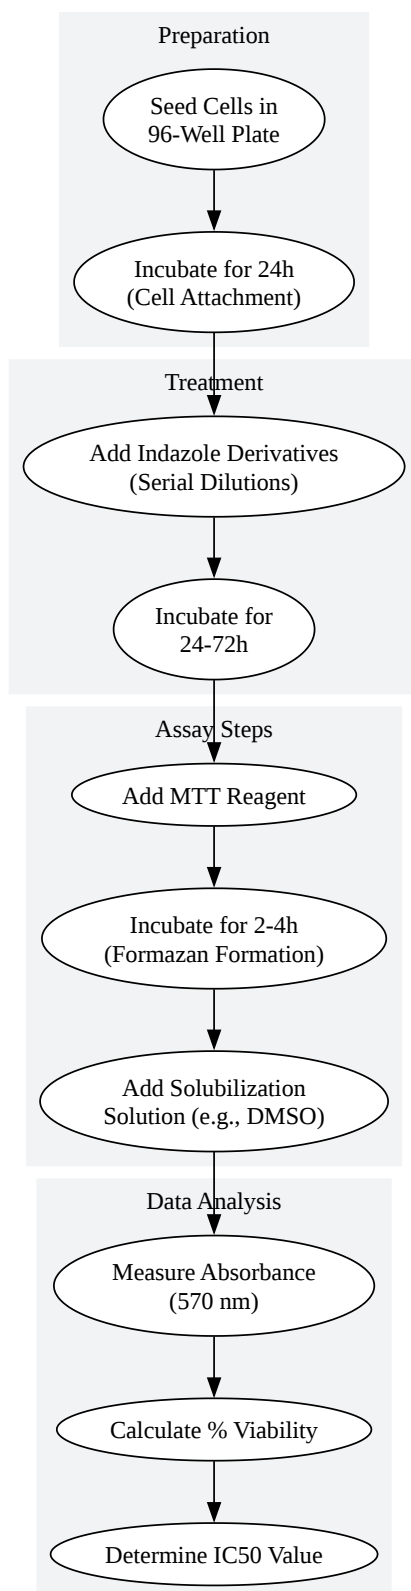 Preparation
Seed Cells in
96-Well Plate
Incubate for 24h
(Cell Attachment)
Treatment
Add Indazole Derivatives
(Serial Dilutions)
Incubate for
24-72h
Assay Steps
Add MTT Reagent
Incubate for 2-4h
(Formazan Formation)
Add Solubilization
Solution (e.g., DMSO)
Data Analysis
Measure Absorbance
(570 nm)
Calculate % Viability
Determine IC50 Value